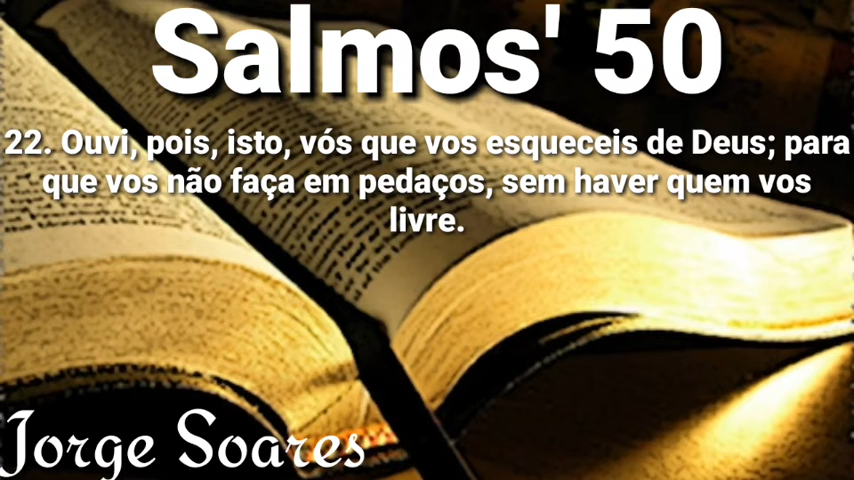 Salmos' 50
22. Ouvi, pois, isto, vós que vos esqueceis de Deus; para
que vos não faça em pedaços, sem haver quem vos
livre.
Jorge Soares